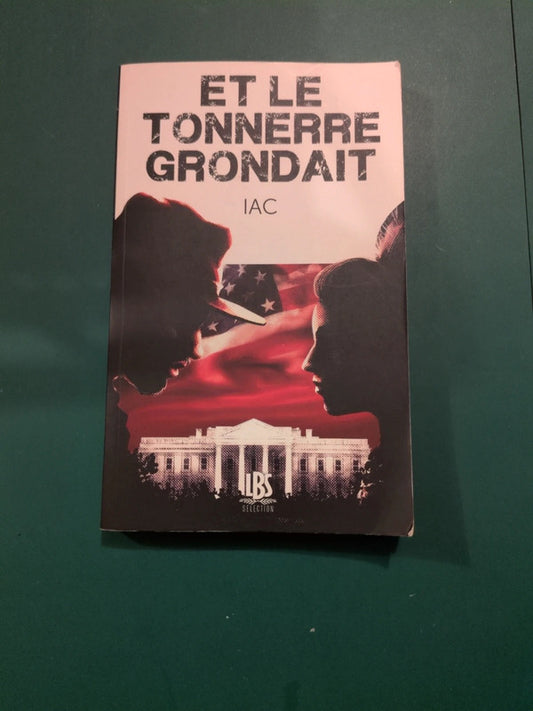 ET LE
TONNERRE
GRONDAIT
IAC
LBS
SELECTION